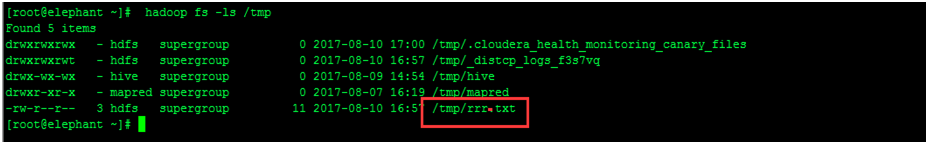 [root@elephant ~]# hadoop fs -ls /tmp
Found 5 items
drwxrwxrwx - hdfs supergroup 0 2017-08-10 17:00 /tmp/.cloudera_health_monitoring_canary_files
drwxrwxrwt - hdfs supergroup 0 2017-08-10 16:57 /tmp/_distcp_logs_f3s7vq
drwx-wx-wx - hive supergroup 0 2017-08-09 14:54 /tmp/hive
drwxr-xr-x - mapred supergroup 0 2017-08-07 16:19 /tmp/mapred
-rw-r--r-- 3 hdfs supergroup 11 2017-08-10 16:57 /tmp/rrr.txt
[root@elephant ~]#